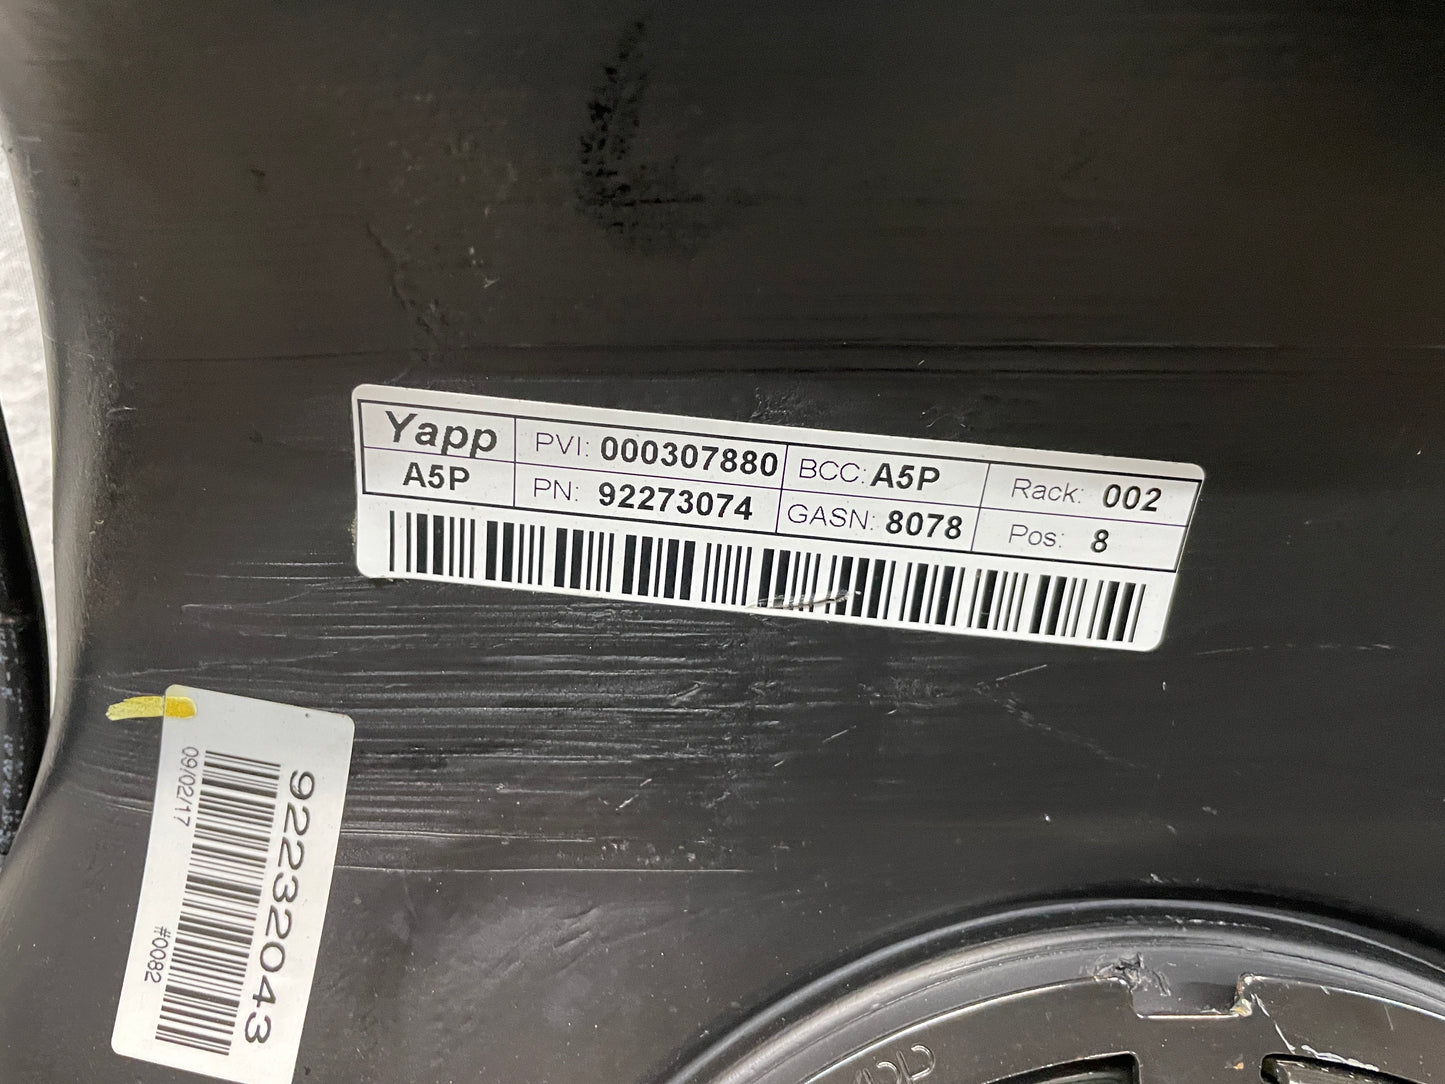 Yapp PVI: 000307880 BCC: A5P Rack: 002
A5P PN: 92273074 GASN: 8078 Pos: 8
92232043
09/02/17 #0082